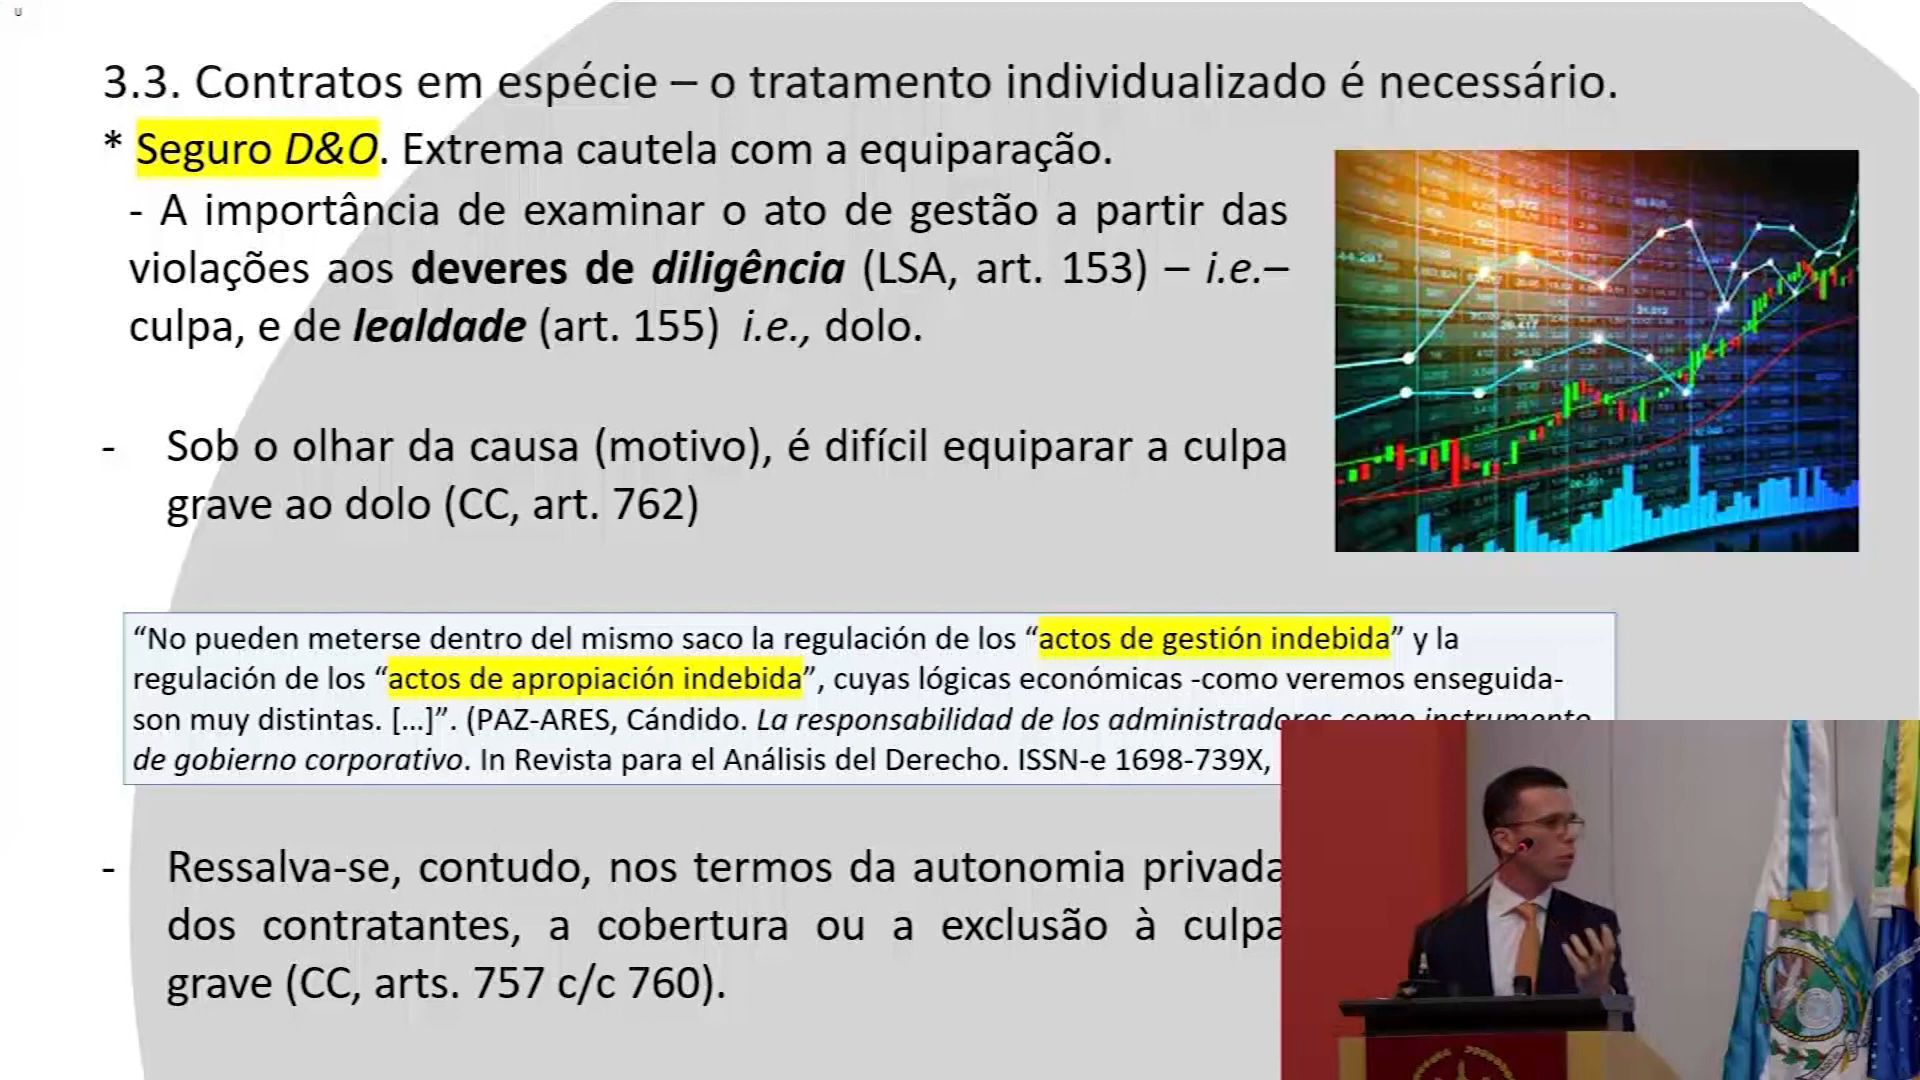 3.3. Contratos em espécie – o tratamento individualizado é necessário.
* Seguro D&O. Extrema cautela com a equiparação.
- A importância de examinar o ato de gestão a partir das
violações aos deveres de diligência (LSA, art. 153) – i.e.–
culpa, e de lealdade (art. 155) i.e., dolo.
- Sob o olhar da causa (motivo), é difícil equiparar a culpa
grave ao dolo (CC, art. 762)
“No pueden meterse dentro del mismo saco la regulación de los “actos de gestión indebida” y la
regulación de los “actos de apropiación indebida”, cuyas lógicas económicas -como veremos enseguida-
son muy distintas. [...]”. (PAZ-ARES, Cándido. La responsabilidad de los administradores como instrumento
de gobierno corporativo. In Revista para el Análisis del Derecho. ISSN-e 1698-739X,
- Ressalva-se, contudo, nos termos da autonomia privada
dos contratantes, a cobertura ou a exclusão à culpa
grave (CC, arts. 757 c/c 760).